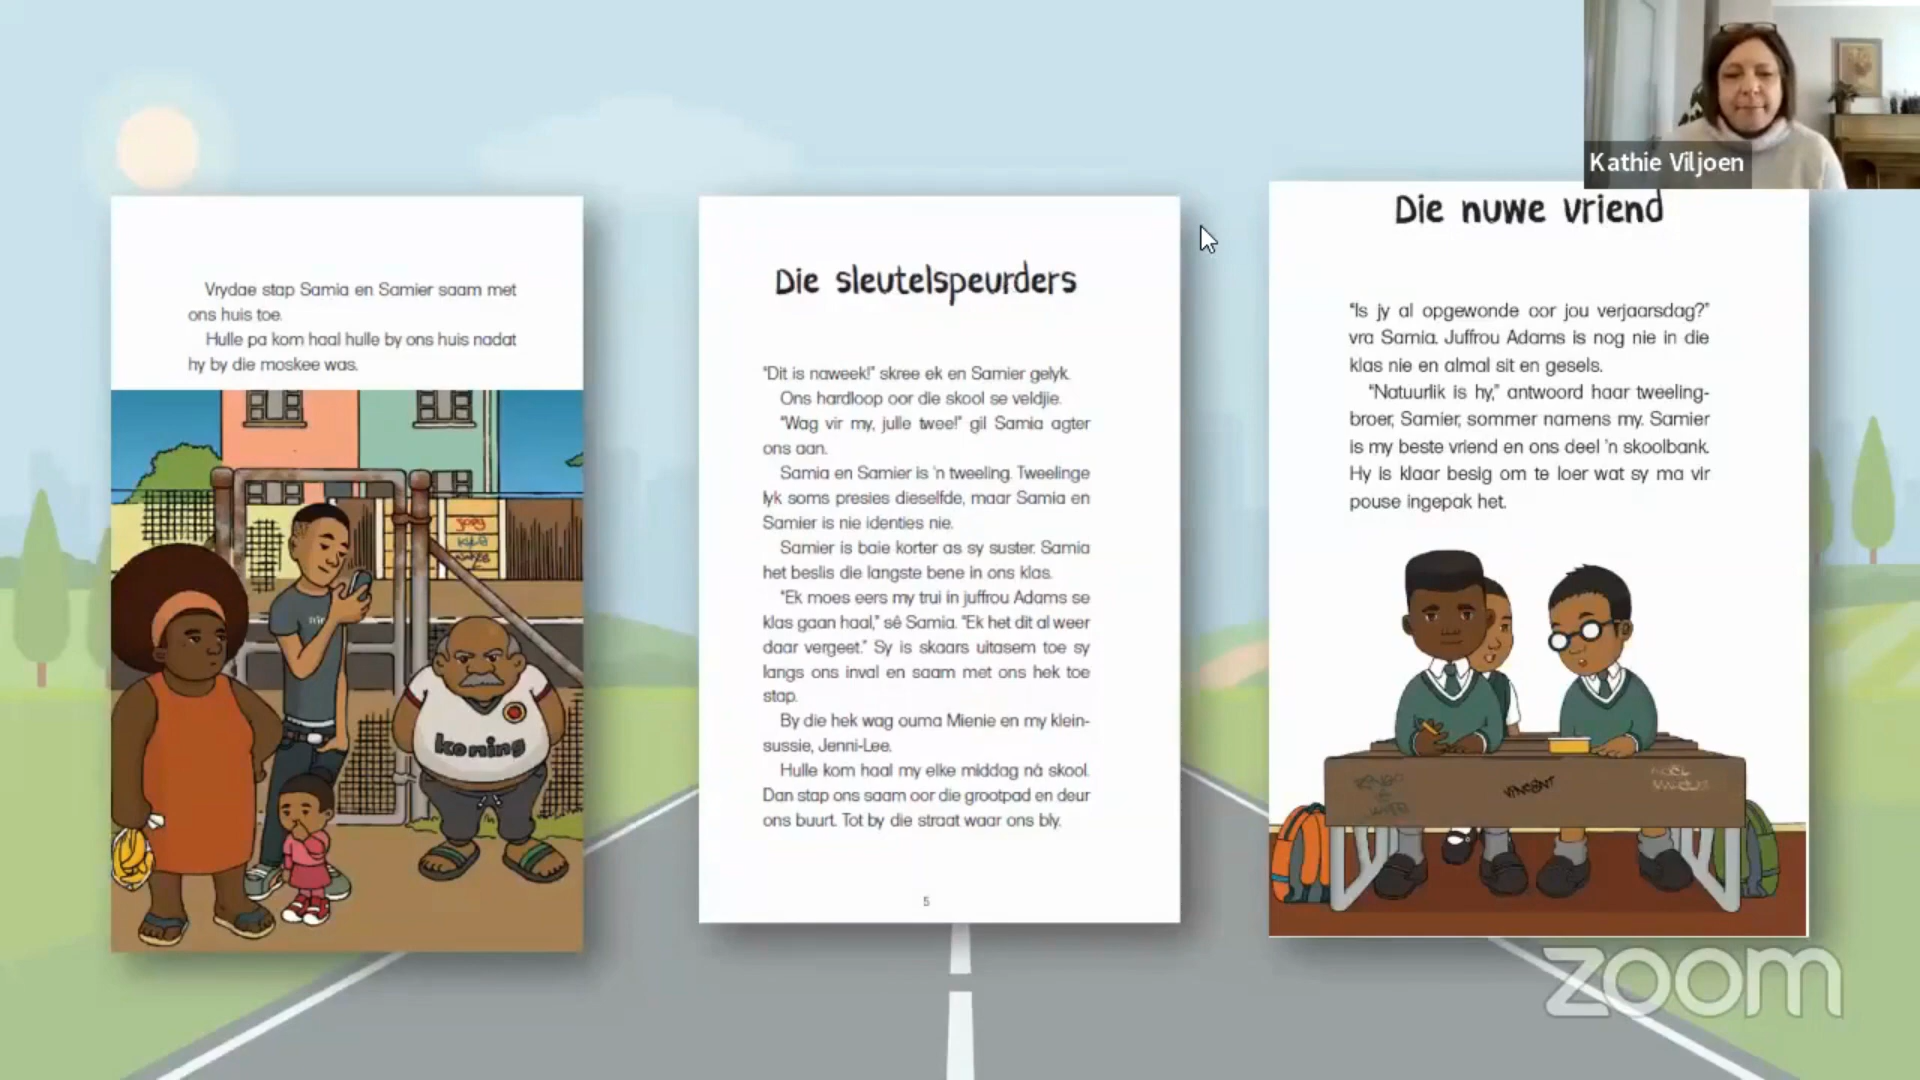 Kathie Viljoen
Vrydae stap Samia en Samier saam met
ons huis toe.
Hulle pa kom haal hulle by ons huis nadat
hy by die moskee was.
koning
Die sleutelspeurders
"Dit is naweek!" skree ek en Samier gelyk.
Ons hardloop oor die skool se veldjie.
"Wag vir my, julle twee!" gil Samia agter
ons aan.
Samia en Samier is 'n tweeling. Tweelinge
lyk soms presies dieselfde, maar Samia en
Samier is nie identies nie.
Samier is baie korter as sy suster. Samia
het beslis die langste bene in ons klas.
"Ek moes eers my trui in juffrou Adams se
klas gaan haal," sê Samia. "Ek het dit al weer
daar vergeet." Sy is skaars uitasem toe sy
langs ons inval en saam met ons hek toe
stap.
By die hek wag ouma Mienie en my klein-
sussie, Jenni-Lee.
Hulle kom haal my elke middag ná skool.
Dan stap ons saam oor die grootpad en deur
ons buurt. Tot by die straat waar ons bly.
5
Die nuwe vriend
"Is jy al opgewonde oor jou verjaarsdag?"
vra Samia. Juffrou Adams is nog nie in die
klas nie en almal sit en gesels.
"Natuurlik is hy," antwoord haar tweeling-
broer, Samier, sommer namens my. Samier
is my beste vriend en ons deel 'n skoolbank.
Hy is klaar besig om te loer wat sy ma vir
pouse ingepak het.
VINCENT
zoom